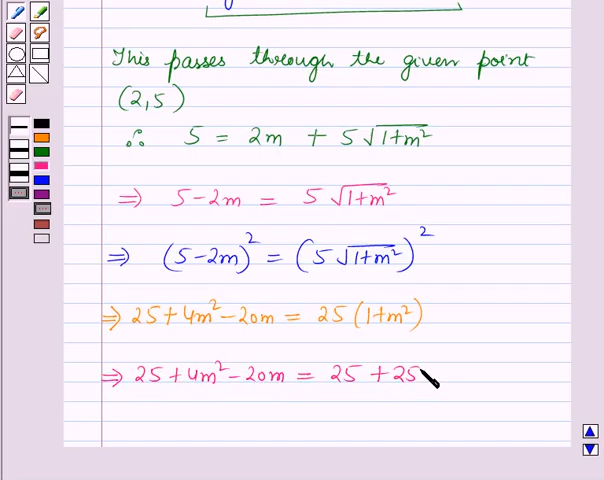 This passes through the given point
(2,5)
∴ 5 = 2m + 5√(1+m²)
⇒ 5-2m = 5√(1+m²)
⇒ (5-2m)² = (5√(1+m²))²
⇒ 25+4m²-20m = 25(1+m²)
⇒ 25+4m²-20m = 25+25